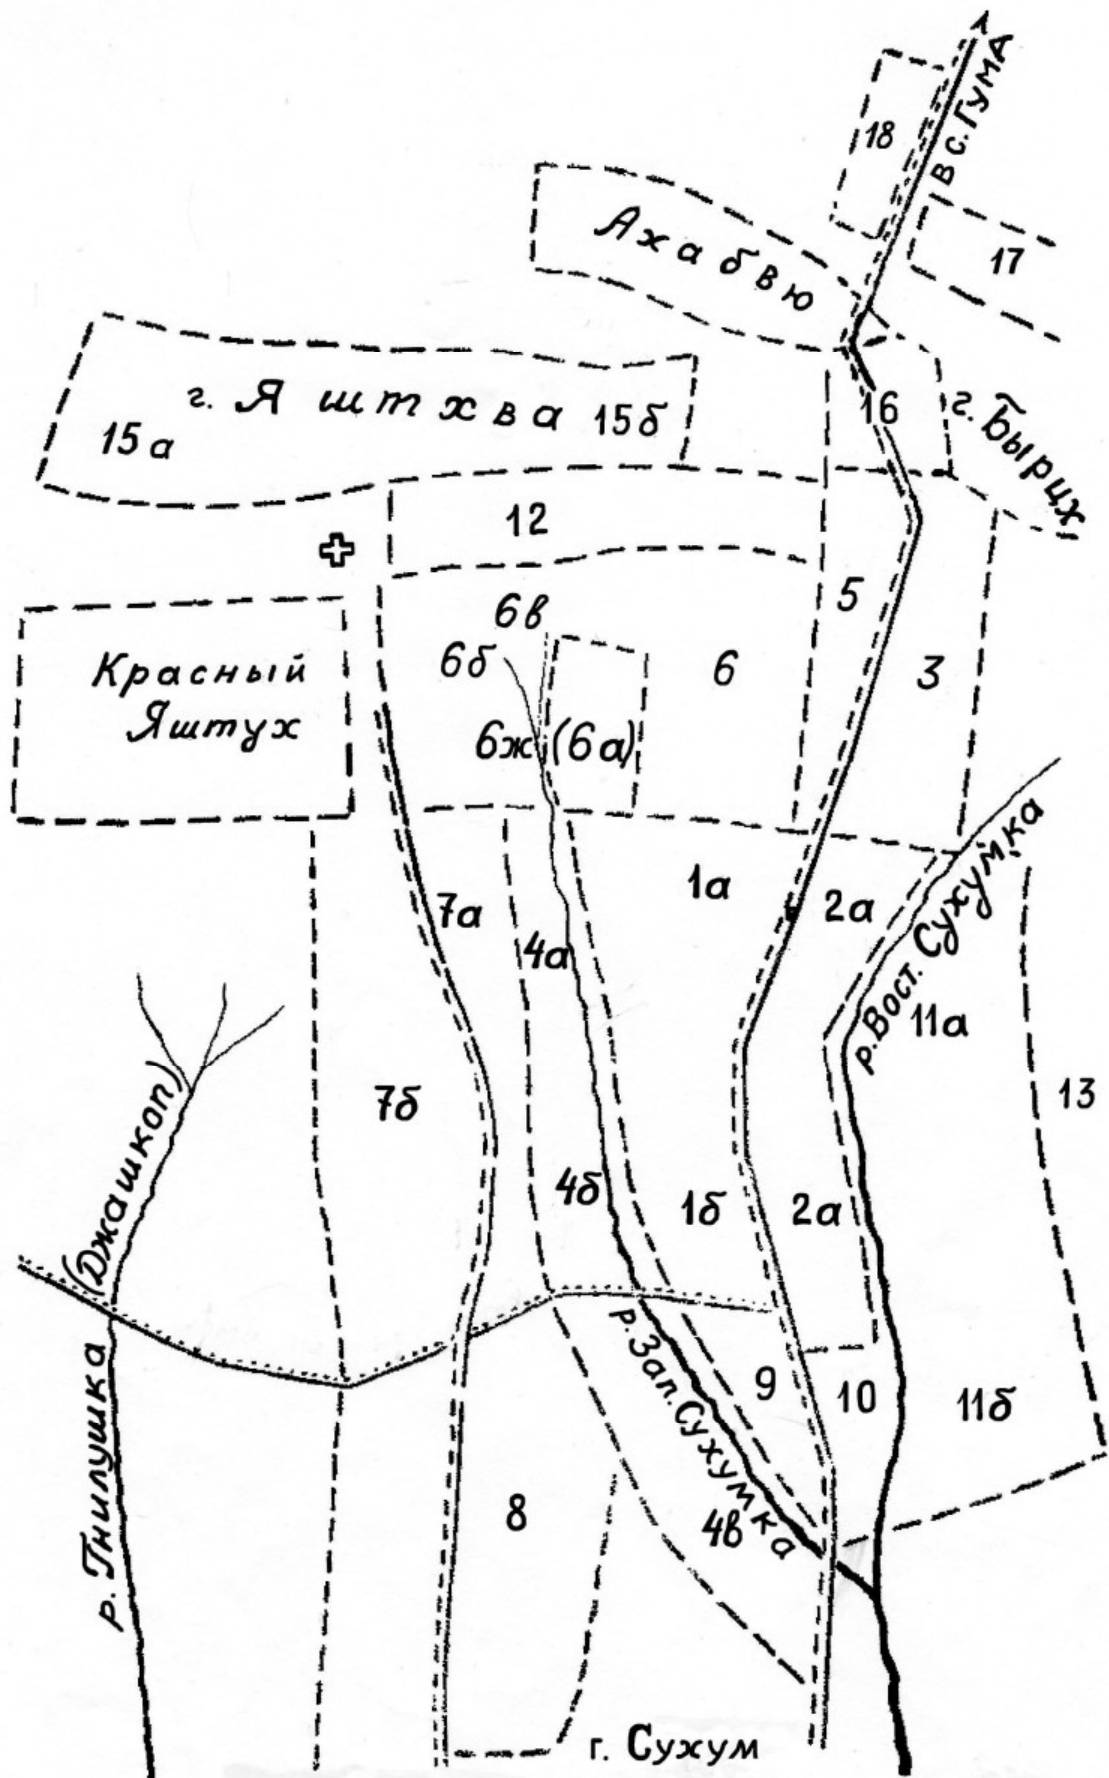 18
в с. ГУМА
Ахабвю
17
г. Яштхва 15б
15а
16
г. Бырцх
12
5
6в
6б
6
3
Красный
Яштух
6ж (6а)
1а
2а
р. Вост. Сухумка
7а
4а
11а
13
7б
(Джашкоп)
4б
1б
2а
р. Зап. Сухумка
9
10
11б
р. Гнилушка
8
4в
г. Сухум